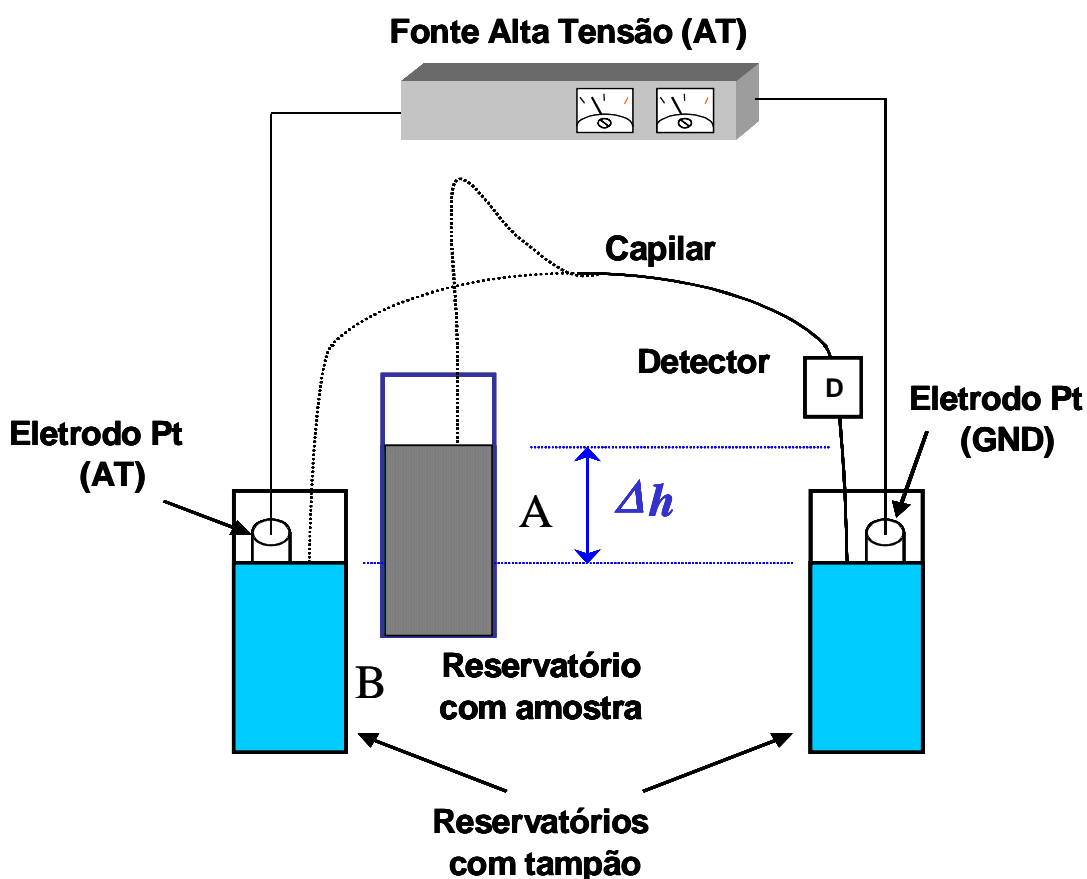 Fonte Alta Tensão (AT)
Capilar
Detector
D
Eletrodo Pt
(GND)
Eletrodo Pt
(AT)
A
Δh
B
Reservatório
com amostra
Reservatórios
com tampão